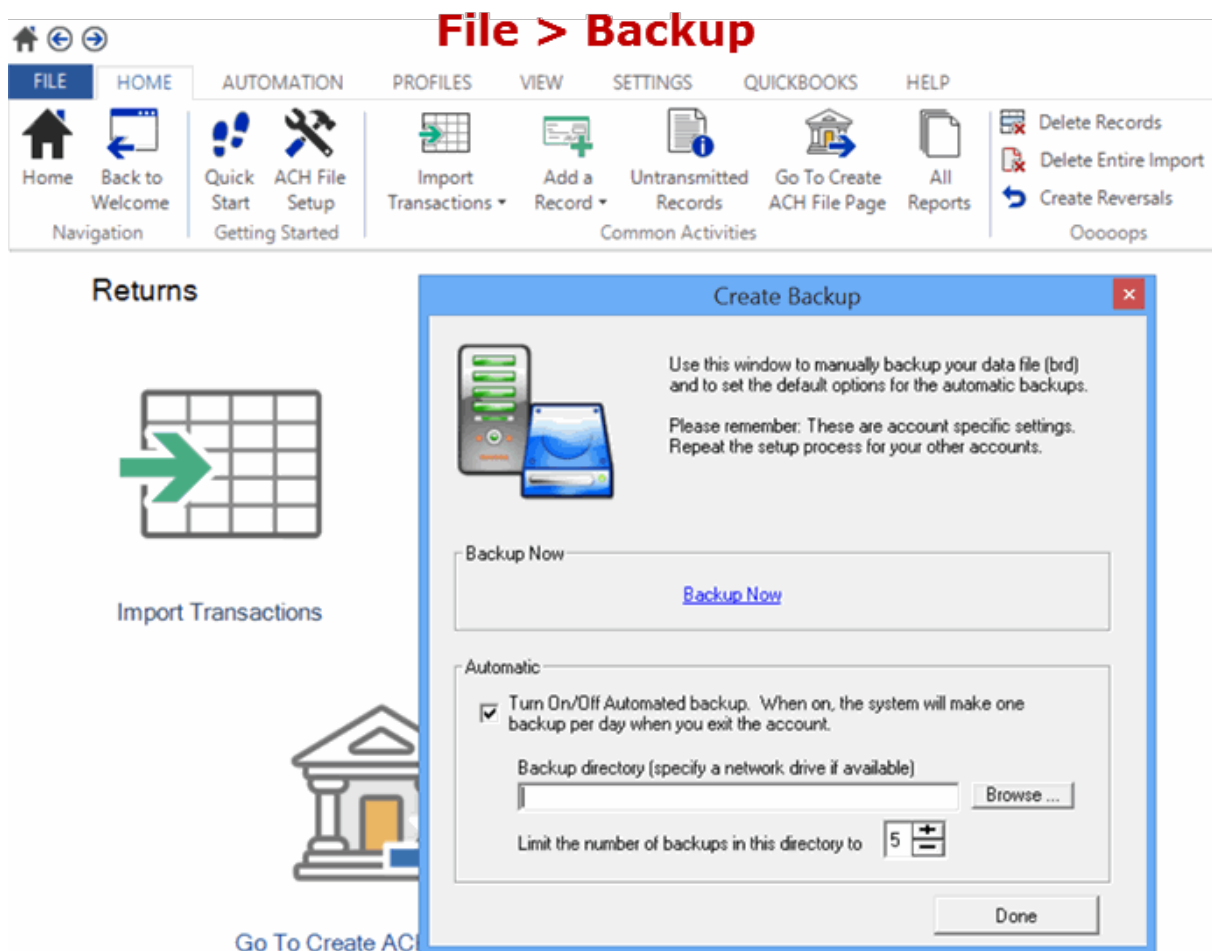 File > Backup
FILE HOME AUTOMATION PROFILES VIEW SETTINGS QUICKBOOKS HELP
Home
Back to
Welcome
Navigation
Quick
Start
ACH File
Setup
Getting Started
Import
Transactions
Add a
Record
Untransmitted
Records
Go To Create
ACH File Page
All
Reports
Common Activities
Delete Records
Delete Entire Import
Create Reversals
Ooooops
Returns
Import Transactions
Go To Create ACH
Create Backup
Use this window to manually backup your data file (brd)
and to set the default options for the automatic backups.
Please remember: These are account specific settings.
Repeat the setup process for your other accounts.
Backup Now
Backup Now
Automatic
Turn On/Off Automated backup. When on, the system will make one
backup per day when you exit the account.
Backup directory (specify a network drive if available)
Browse ...
Limit the number of backups in this directory to 5
Done